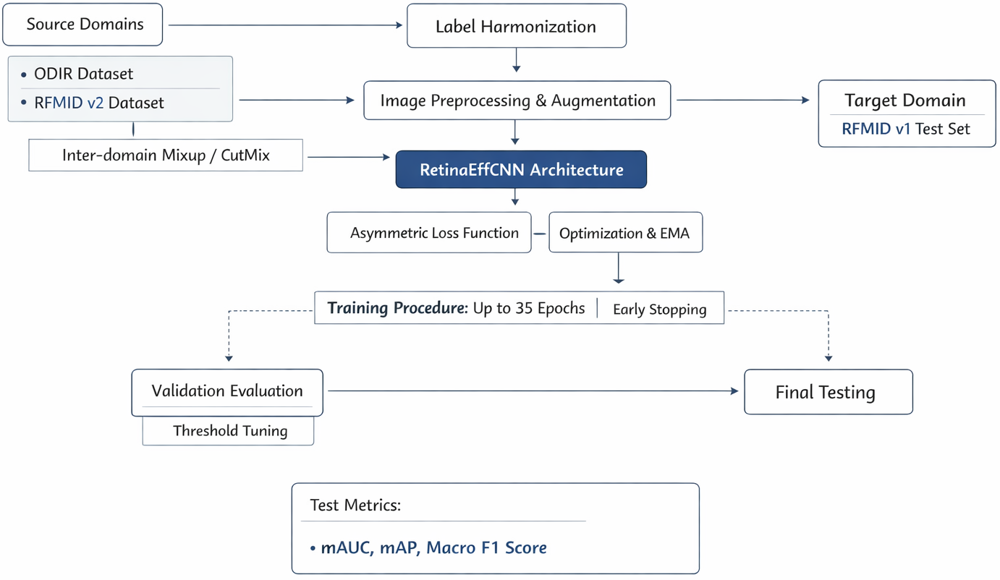 Source Domains
Label Harmonization
• ODIR Dataset
• RFMID v2 Dataset
Image Preprocessing & Augmentation
Target Domain
RFMID v1 Test Set
Inter-domain Mixup / CutMix
RetinaEffCNN Architecture
Asymmetric Loss Function
Optimization & EMA
Training Procedure: Up to 35 Epochs | Early Stopping
Validation Evaluation
Final Testing
Threshold Tuning
Test Metrics:
• mAUC, mAP, Macro F1 Score